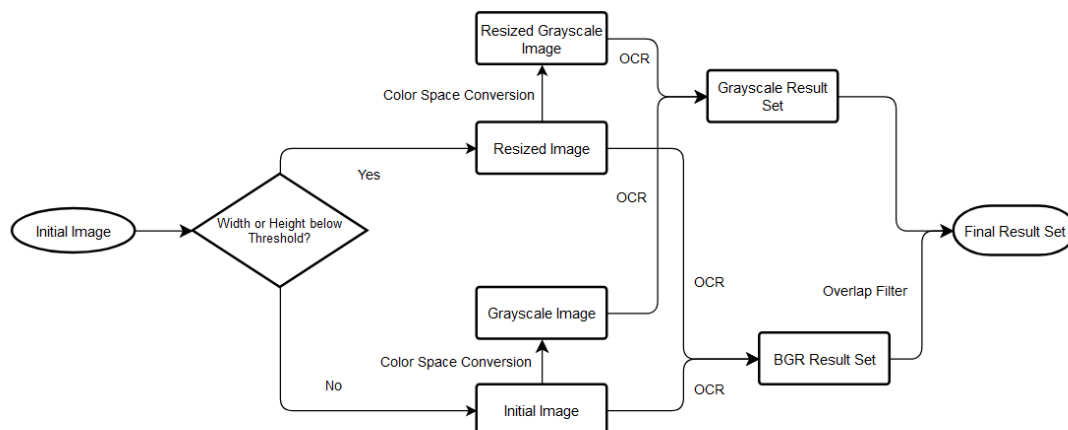 Resized Grayscale
Image
OCR
Color Space Conversion
Grayscale Result
Set
Resized Image
Yes
OCR
Width or Height below
Threshold?
Initial Image
Final Result Set
OCR
Overlap Filter
Grayscale Image
Color Space Conversion
BGR Result Set
No
OCR
Initial Image